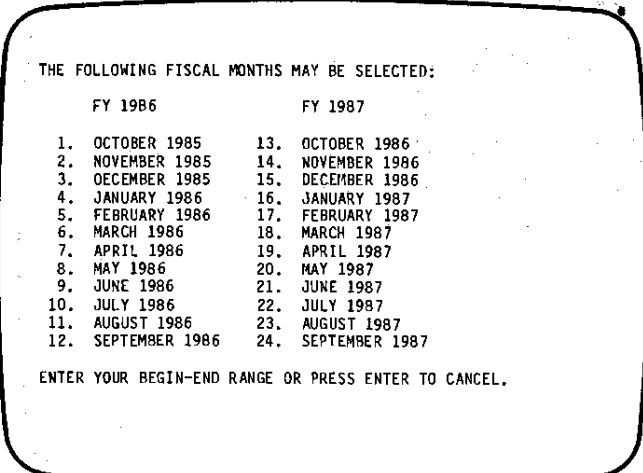 THE FOLLOWING FISCAL MONTHS MAY BE SELECTED:
FY 1986 FY 1987
1. OCTOBER 1985 13. OCTOBER 1986
2. NOVEMBER 1985 14. NOVEMBER 1986
3. DECEMBER 1985 15. DECEMBER 1986
4. JANUARY 1986 16. JANUARY 1987
5. FEBRUARY 1986 17. FEBRUARY 1987
6. MARCH 1986 18. MARCH 1987
7. APRIL 1986 19. APRIL 1987
8. MAY 1986 20. MAY 1987
9. JUNE 1986 21. JUNE 1987
10. JULY 1986 22. JULY 1987
11. AUGUST 1986 23. AUGUST 1987
12. SEPTEMBER 1986 24. SEPTEMBER 1987
ENTER YOUR BEGIN-END RANGE OR PRESS ENTER TO CANCEL.